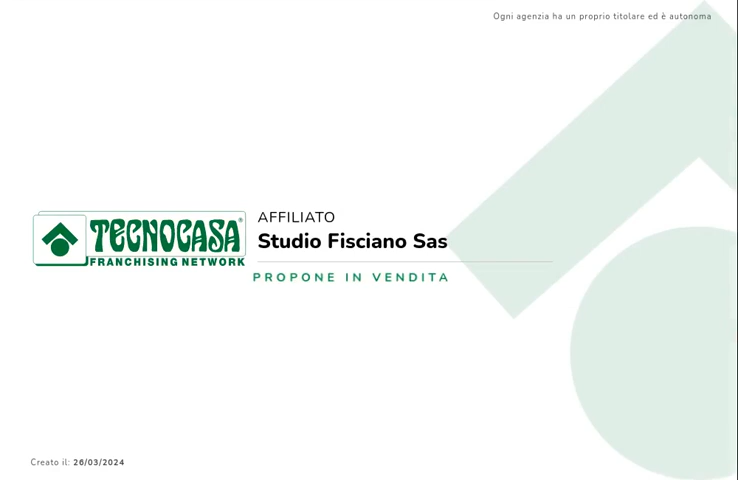 Ogni agenzia ha un proprio titolare ed è autonoma
TECNOCASA®
FRANCHISING NETWORK
AFFILIATO
Studio Fisciano Sas
PROPONE IN VENDITA
Creato il: 26/03/2024